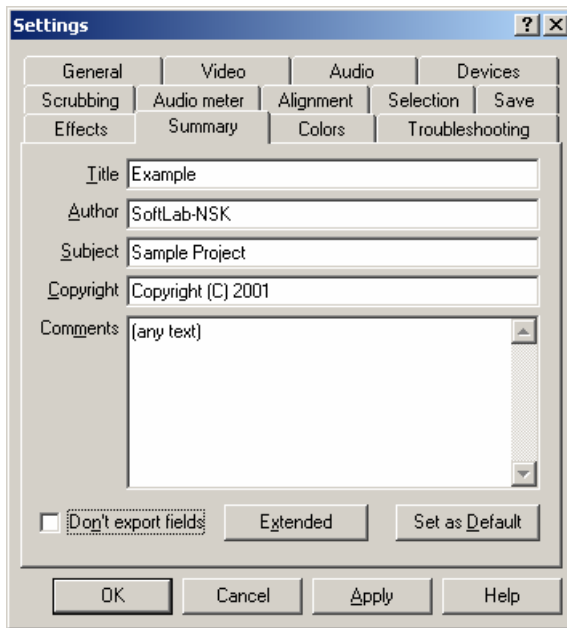 Settings
General Video Audio Devices
Scrubbing Audio meter Alignment Selection Save
Effects Summary Colors Troubleshooting
Title Example
Author SoftLab-NSK
Subject Sample Project
Copyright Copyright (C) 2001
Comments (any text)
Don't export fields Extended Set as Default
OK Cancel Apply Help